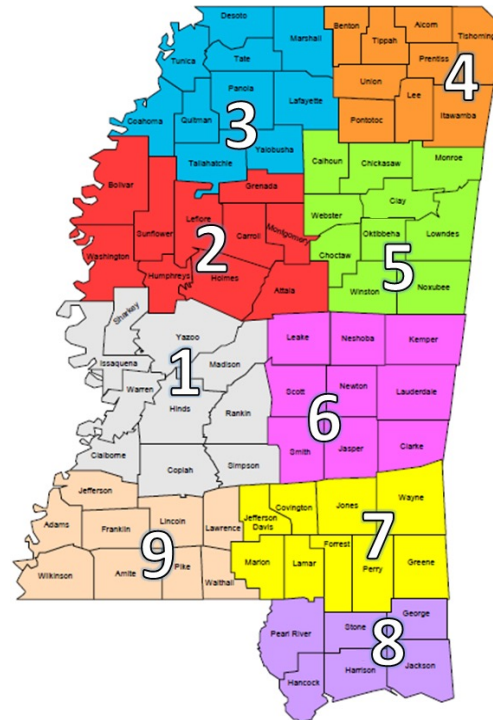 Desoto
Marshall
Benton
Tippah
Alcorn
Tishoming
Tunica
Tate
Prentiss
4
Panola
Union
Lee
Lafayette
3
Coahoma
Quitman
Pontotoc
Itawamba
Tallahatchie
Yalobusha
Calhoun
Chickasaw
Monroe
Bolivar
Grenada
Clay
Leflore
Webster
Sunflower
2
Carroll
Montgomery
Oktibbeha
Lowndes
Washington
Choctaw
5
Humphreys
Holmes
Attala
Winston
Noxubee
Sharkey
Yazoo
Leake
Neshoba
Kemper
Issaquena
1
Madison
Warren
Scott
Newton
Lauderdale
Hinds
Rankin
6
Claiborne
Smith
Jasper
Clarke
Copiah
Simpson
Jefferson
Adams
Franklin
Lincoln
Lawrence
Jefferson
Davis
Covington
Jones
Wayne
9
7
Wilkinson
Amite
Pike
Walthall
Marion
Lamar
Forrest
Perry
Greene
Pearl River
Stone
George
8
Hancock
Harrison
Jackson